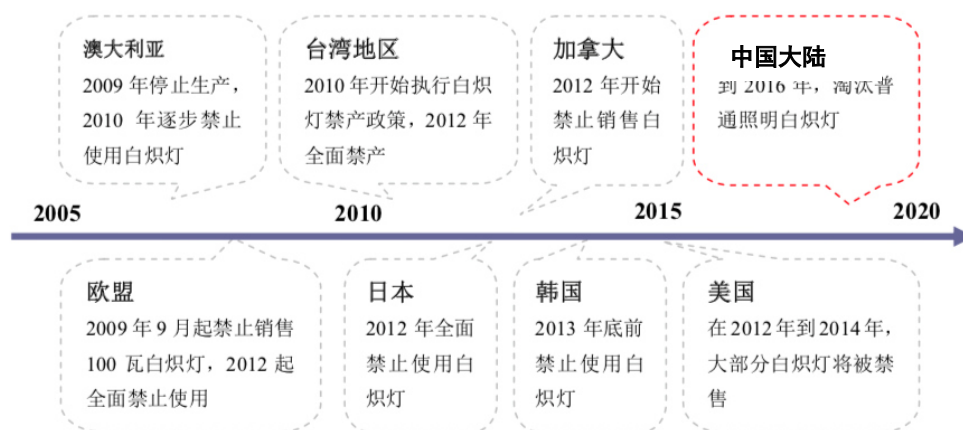 澳大利亚
2009 年停止生产，
2010 年逐步禁止
使用白炽灯
台湾地区
2010 年开始执行白炽
灯禁产政策，2012 年
全面禁产
加拿大
2012 年开始
禁止销售白
炽灯
中国大陆
到 2016 年，淘汰普
通照明白炽灯
2005
2010
2015
2020
欧盟
2009 年 9 月起禁止销售
100 瓦白炽灯，2012 起
全面禁止使用
日本
2012 年全面
禁止使用白
炽灯
韩国
2013 年底前
禁止使用白
炽灯
美国
在 2012 年到 2014 年，
大部分白炽灯将被禁
售